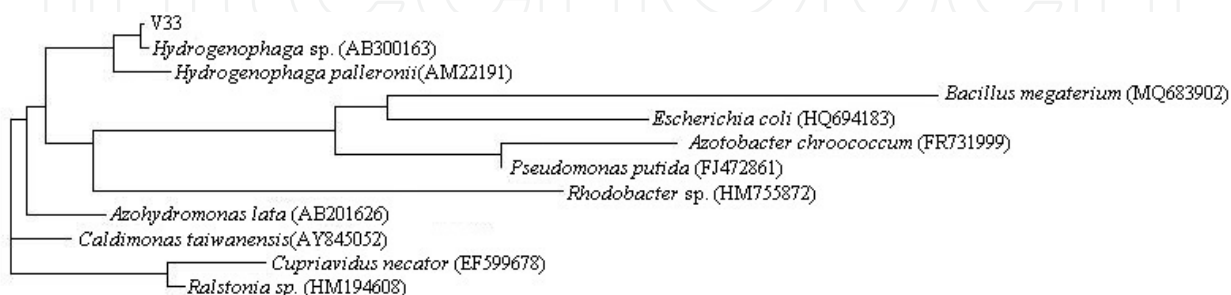 V33
Hydrogenophaga sp. (AB300163)
Hydrogenophaga palleronii(AM22191)
Bacillus megaterium (MQ683902)
Escherichia coli (HQ694183)
Azotobacter chroococcum (FR731999)
Pseudomonas putida (FJ472861)
Rhodobacter sp. (HM755872)
Azohydromonas lata (AB201626)
Caldimonas taiwanensis(AY845052)
Cupriavidus necator (EF599678)
Ralstonia sp. (HM194608)